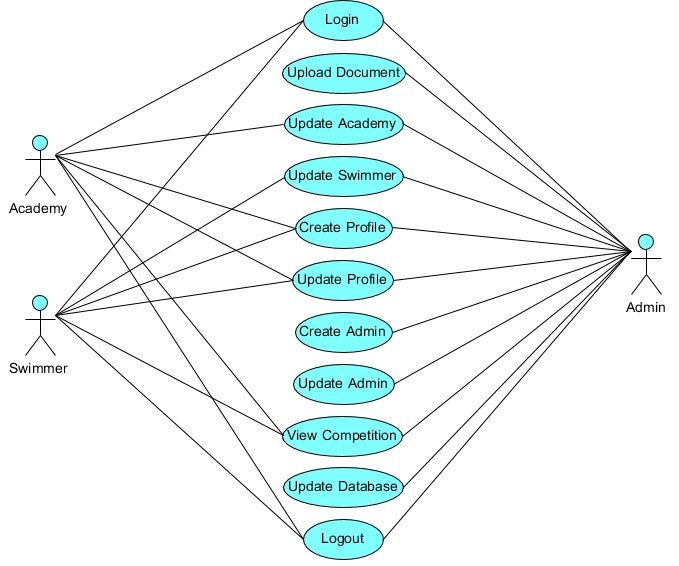 Login
Upload Document
Update Academy
Update Swimmer
Academy
Create Profile
Update Profile
Admin
Create Admin
Swimmer
Update Admin
View Competition
Update Database
Logout